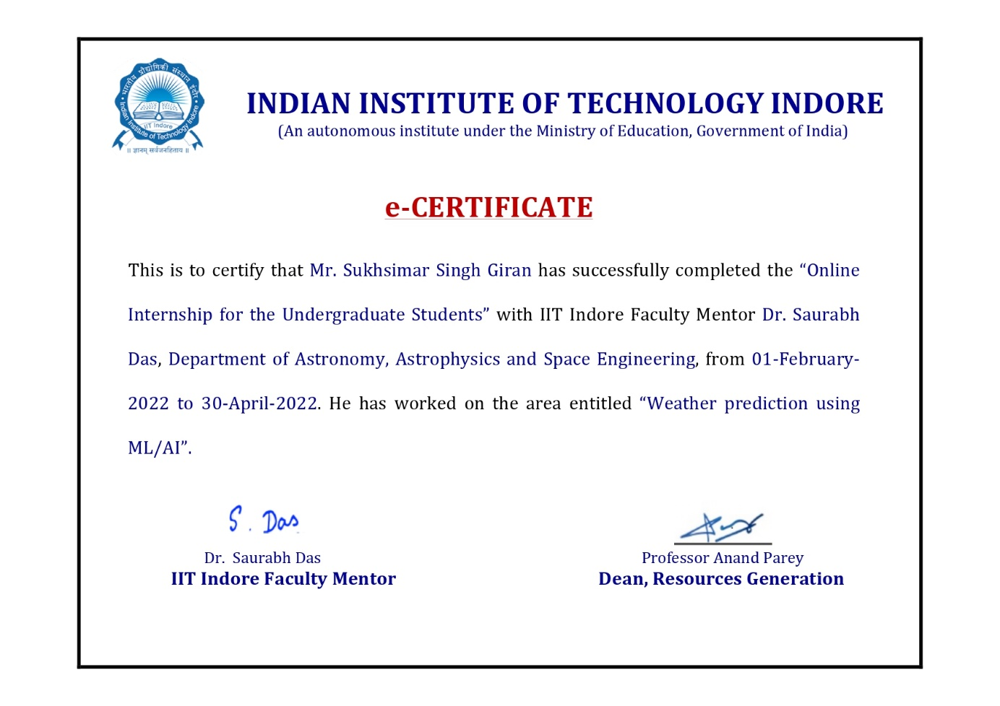 भारतीय प्रौद्योगिकी संस्थान इंदौर
Indian Institute of Technology Indore
IIT Indore
॥ ज्ञानम् सर्वजनहिताय ॥
INDIAN INSTITUTE OF TECHNOLOGY INDORE
(An autonomous institute under the Ministry of Education, Government of India)
e-CERTIFICATE
This is to certify that Mr. Sukhsimar Singh Giran has successfully completed the “Online
Internship for the Undergraduate Students” with IIT Indore Faculty Mentor Dr. Saurabh
Das, Department of Astronomy, Astrophysics and Space Engineering, from 01-February-
2022 to 30-April-2022. He has worked on the area entitled “Weather prediction using
ML/AI”.
S. Das
Dr. Saurabh Das
IIT Indore Faculty Mentor
Professor Anand Parey
Dean, Resources Generation